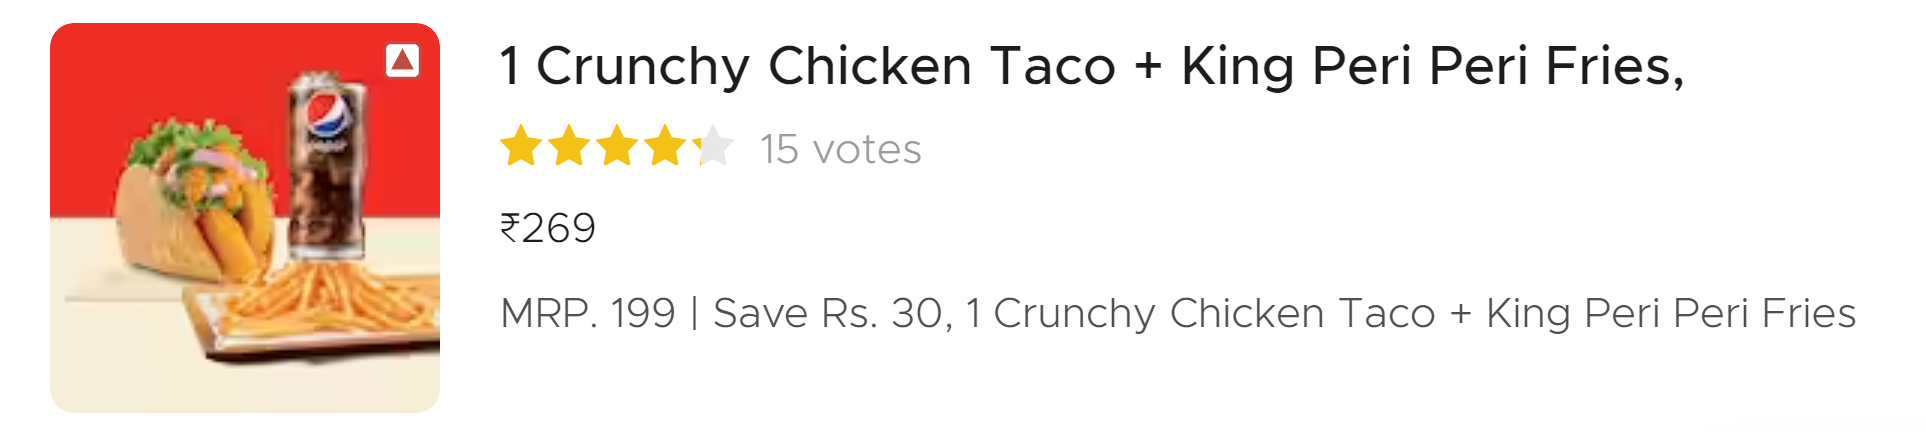 1 Crunchy Chicken Taco + King Peri Peri Fries,
15 votes
₹269
MRP. 199 | Save Rs. 30, 1 Crunchy Chicken Taco + King Peri Peri Fries